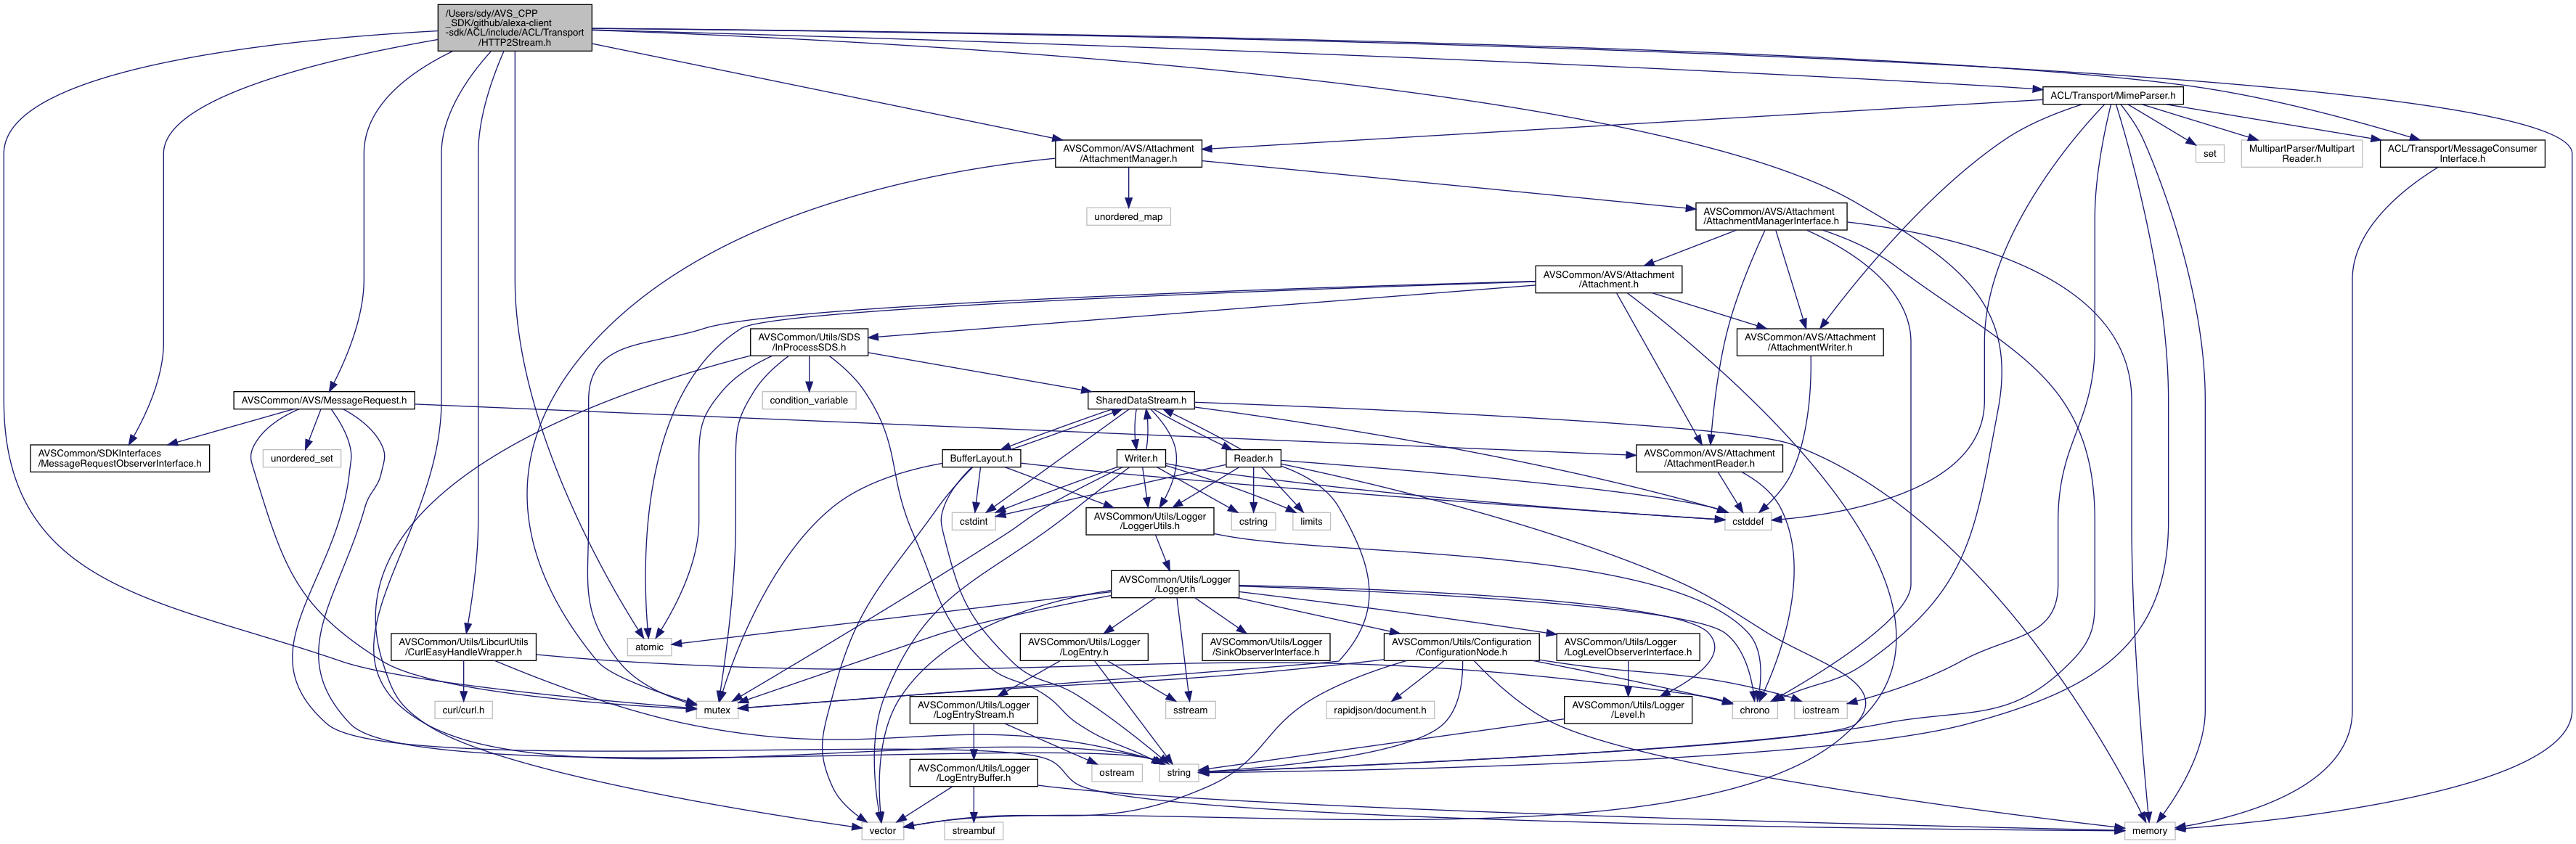 /Users/sdy/AVS_CPP
_SDK/github/alexa-client
-sdk/ACL/include/ACL/Transport
/HTTP2Stream.h
ACL/Transport/MimeParser.h
AVSCommon/AVS/Attachment
/AttachmentManager.h
set
MultipartParser/Multipart
Reader.h
ACL/Transport/MessageConsumer
Interface.h
unordered_map
AVSCommon/AVS/Attachment
/AttachmentManagerInterface.h
AVSCommon/AVS/Attachment
/Attachment.h
AVSCommon/Utils/SDS
/InProcessSDS.h
AVSCommon/AVS/Attachment
/AttachmentWriter.h
AVSCommon/AVS/MessageRequest.h
condition_variable
SharedDataStream.h
AVSCommon/SDKInterfaces
/MessageRequestObserverInterface.h
unordered_set
BufferLayout.h
Writer.h
Reader.h
AVSCommon/AVS/Attachment
/AttachmentReader.h
cstdint
AVSCommon/Utils/Logger
/LoggerUtils.h
cstring
limits
cstddef
AVSCommon/Utils/Logger
/Logger.h
AVSCommon/Utils/LibcurlUtils
/CurlEasyHandleWrapper.h
atomic
AVSCommon/Utils/Logger
/LogEntry.h
AVSCommon/Utils/Logger
/SinkObserverInterface.h
AVSCommon/Utils/Configuration
/ConfigurationNode.h
AVSCommon/Utils/Logger
/LogLevelObserverInterface.h
curl/curl.h
mutex
AVSCommon/Utils/Logger
/LogEntryStream.h
sstream
rapidjson/document.h
AVSCommon/Utils/Logger
/Level.h
chrono
iostream
AVSCommon/Utils/Logger
/LogEntryBuffer.h
ostream
string
vector
streambuf
memory